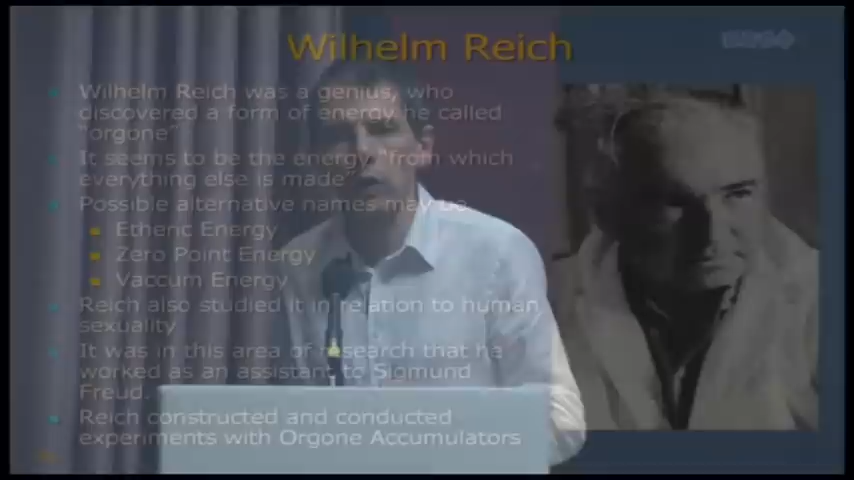 Wilhelm Reich
Wilhelm Reich was a genius, who
discovered a form of energy he called
"orgone"
It seems to be the energy "from which
everything else is made"
Possible alternative names may be
Etheric Energy
Zero Point Energy
Vaccum Energy
Reich also studied it in relation to human
sexuality
It was in this area of research that he
worked as an assistant to Sigmund
Freud.
Reich constructed and conducted
experiments with Orgone Accumulators